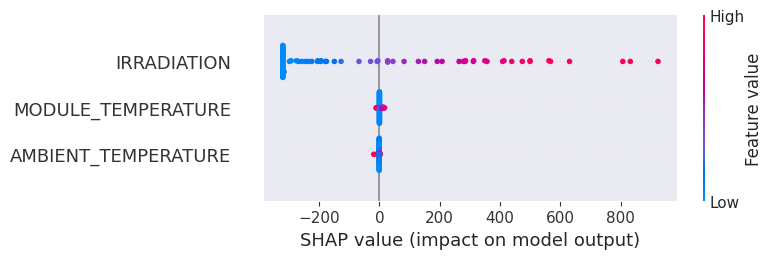 High
IRRADIATION
MODULE_TEMPERATURE
AMBIENT_TEMPERATURE
Feature value
Low
−200 0 200 400 600 800
SHAP value (impact on model output)